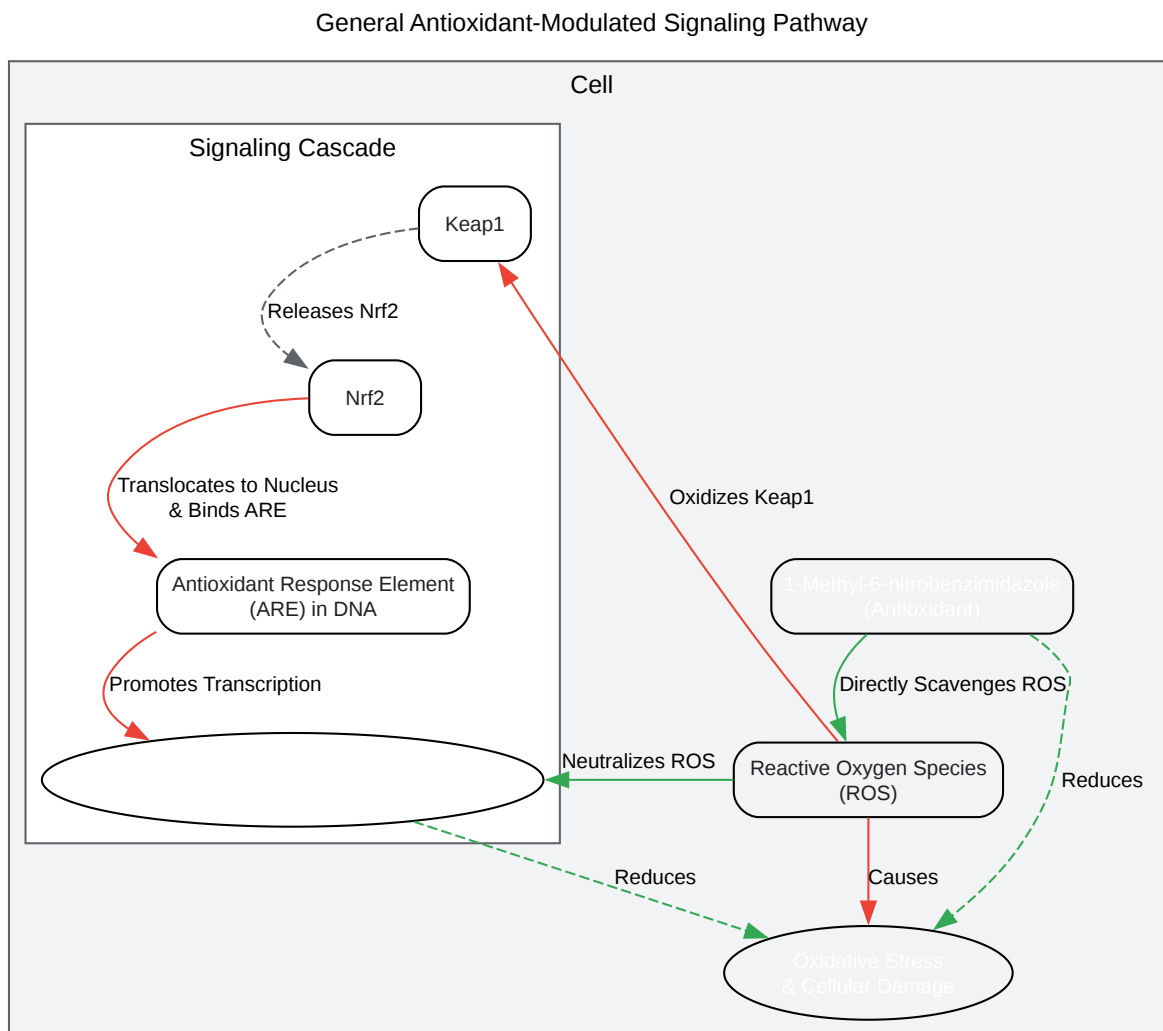 General Antioxidant-Modulated Signaling Pathway
Cell
Signaling Cascade
Keap1
Releases Nrf2
Nrf2
Translocates to Nucleus
& Binds ARE
Oxidizes Keap1
Antioxidant Response Element
(ARE) in DNA
1-Methyl-6-nitrobenzimidazole
(Antioxidant)
Promotes Transcription
Directly Scavenges ROS
Neutralizes ROS
Reactive Oxygen Species
(ROS)
Reduces
Reduces
Causes
Oxidative Stress
& Cellular Damage